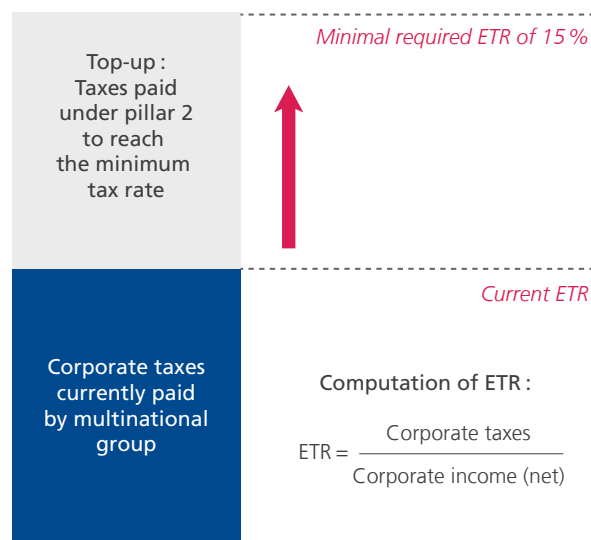 Minimal required ETR of 15 %
Top-up :
Taxes paid
under pillar 2
to reach
the minimum
tax rate
Current ETR
Corporate taxes
currently paid
by multinational
group
Computation of ETR :
ETR = Corporate taxes
Corporate income (net)